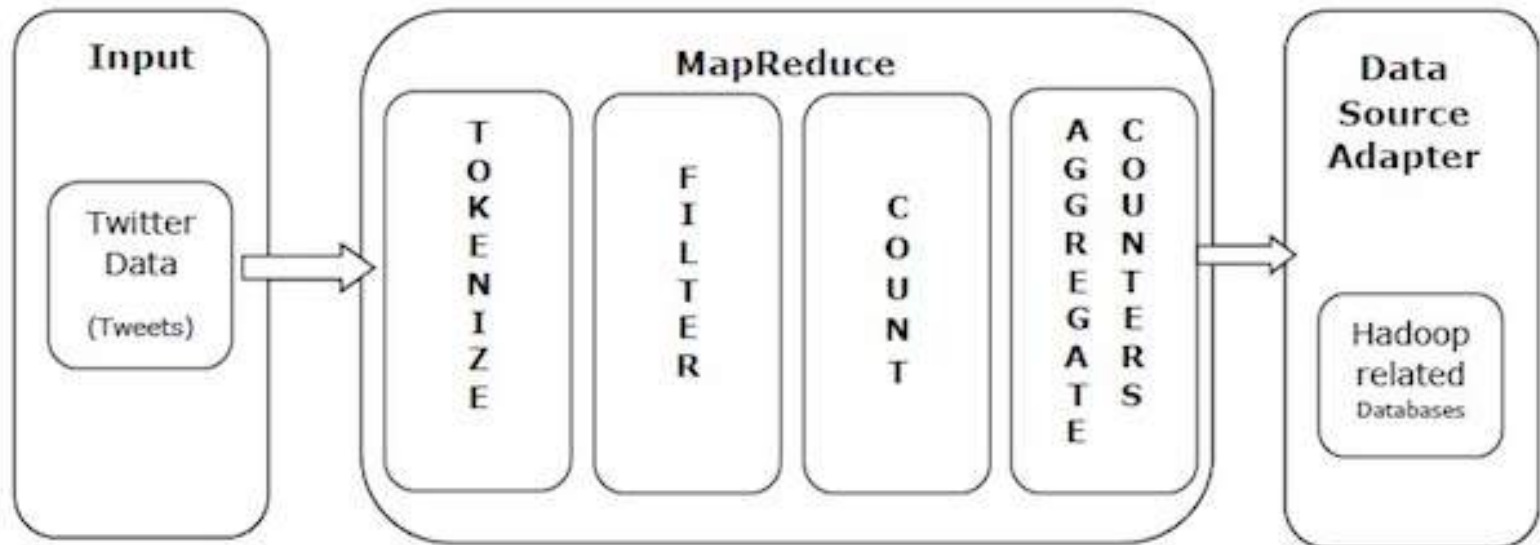 Input
Twitter
Data
(Tweets)
MapReduce
TOKENIZE
FILTER
COUNT
AGGREGATE
COUNTERS
Data
Source
Adapter
Hadoop
related
Databases